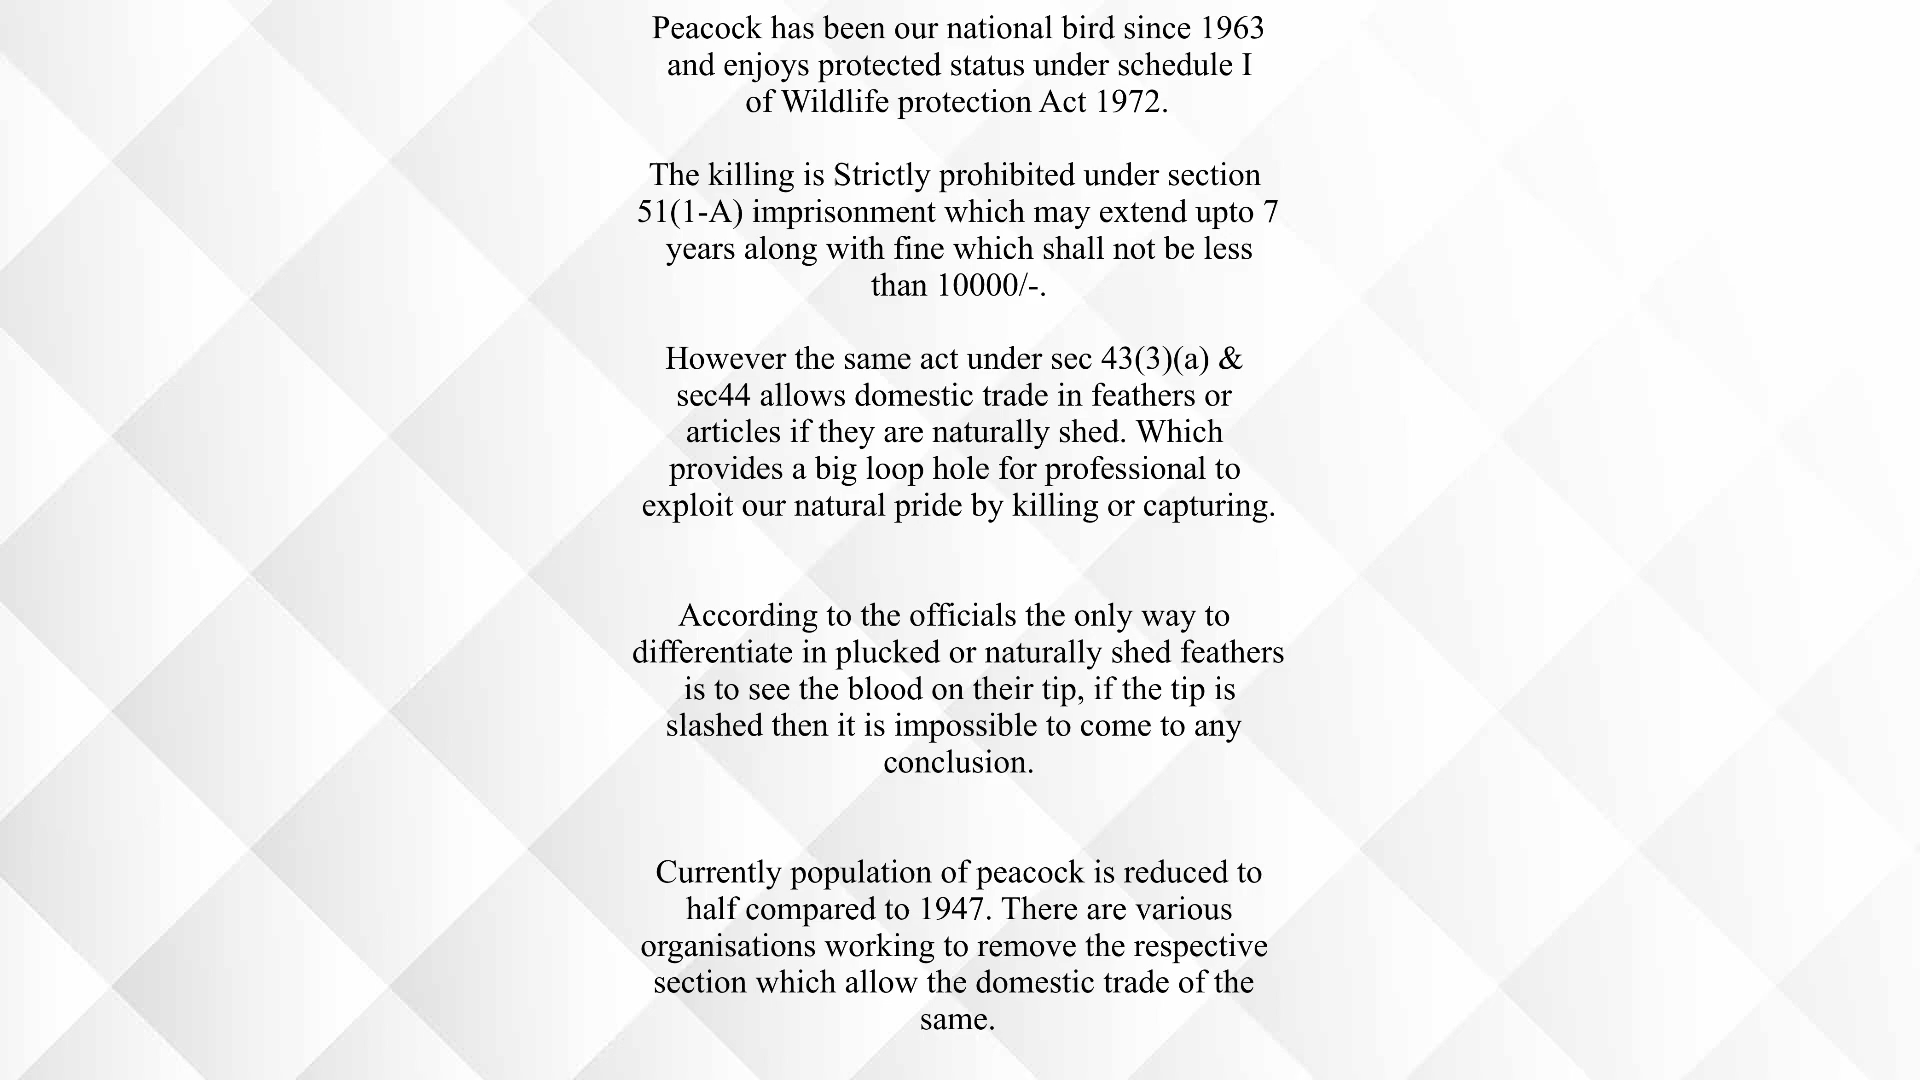 Peacock has been our national bird since 1963
and enjoys protected status under schedule I
of Wildlife protection Act 1972.
The killing is Strictly prohibited under section
51(1-A) imprisonment which may extend upto 7
years along with fine which shall not be less
than 10000/-.
However the same act under sec 43(3)(a) &
sec44 allows domestic trade in feathers or
articles if they are naturally shed. Which
provides a big loop hole for professional to
exploit our natural pride by killing or capturing.
According to the officials the only way to
differentiate in plucked or naturally shed feathers
is to see the blood on their tip, if the tip is
slashed then it is impossible to come to any
conclusion.
Currently population of peacock is reduced to
half compared to 1947. There are various
organisations working to remove the respective
section which allow the domestic trade of the
same.